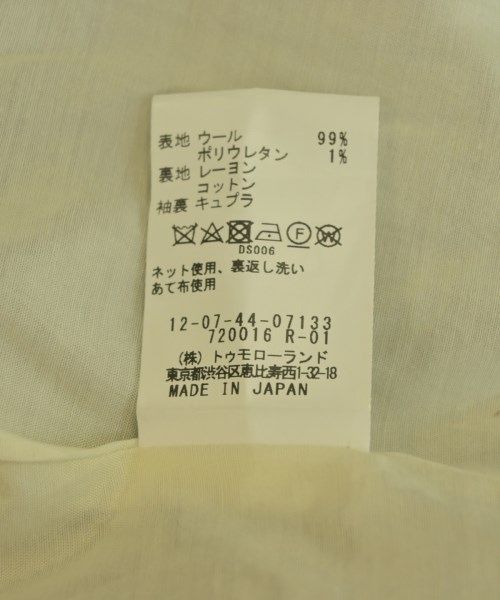 表地 ウール 99%
ポリウレタン 1%
裏地 レーヨン
コットン
袖裏 キュプラ
F W
DS006
ネット使用、裏返し洗い
あて布使用
12-07-44-07133
720016 R-01
(株)トゥモローランド
東京都渋谷区恵比寿西1-32-18
MADE IN JAPAN